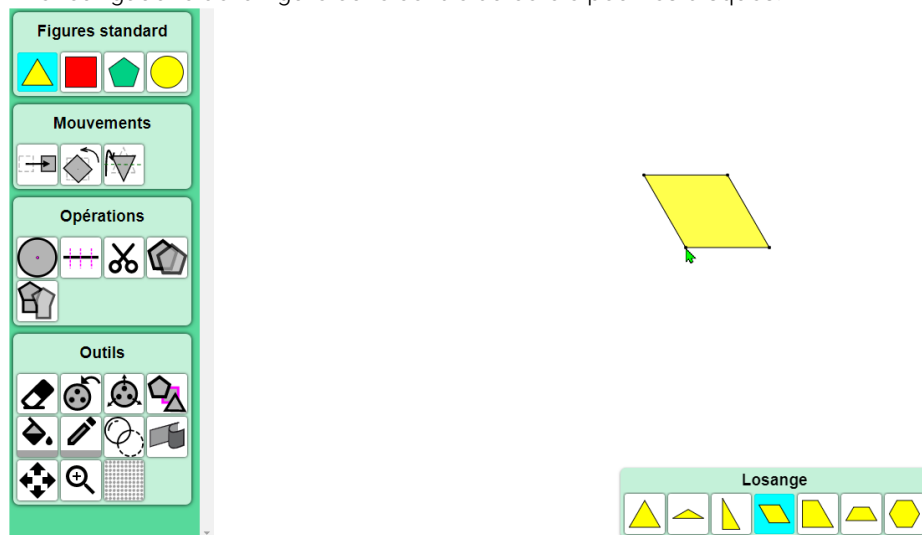 Figures standard
Mouvements
Opérations
Outils
Losange